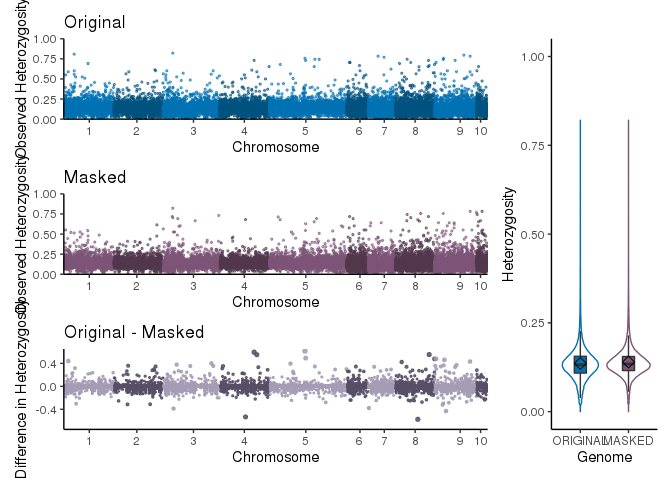 Original
Observed Heterozygosity
1.00
0.75
0.50
0.25
0.00
1 2 3 4 5 6 7 8 9 10
Chromosome
Masked
Observed Heterozygosity
1.00
0.75
0.50
0.25
0.00
1 2 3 4 5 6 7 8 9 10
Chromosome
Original - Masked
Difference in Heterozygosity
0.4
0.0
-0.4
1 2 3 4 5 6 7 8 9 10
Chromosome
Heterozygosity
1.00
0.75
0.50
0.25
0.00
ORIGINAL MASKED
Genome